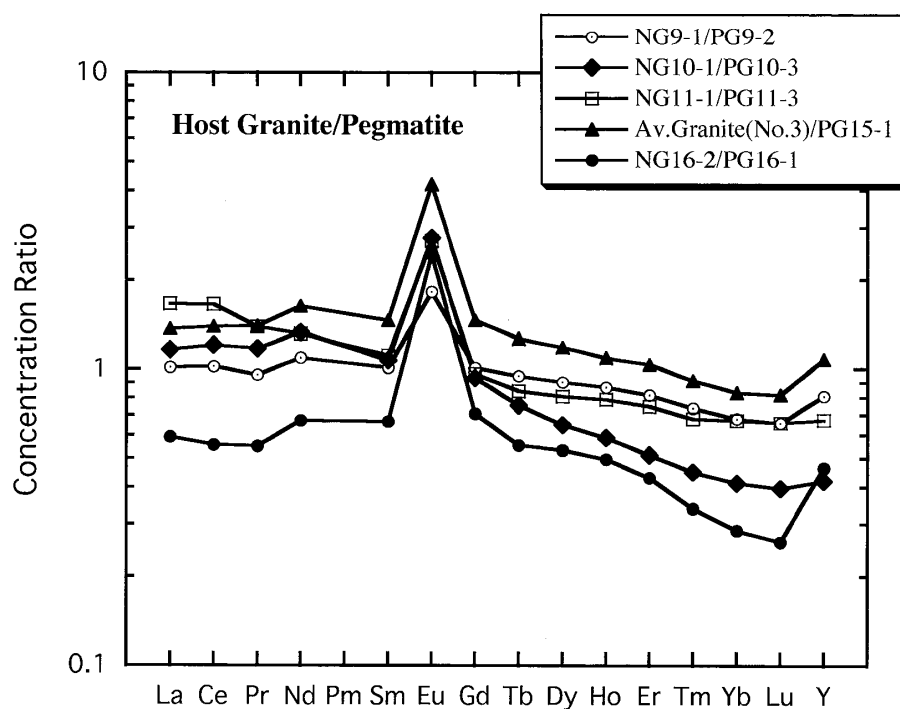 NG9-1/PG9-2
NG10-1/PG10-3
NG11-1/PG11-3
Av.Granite(No.3)/PG15-1
NG16-2/PG16-1
10
Host Granite/Pegmatite
Concentration Ratio
1
0.1
La Ce Pr Nd Pm Sm Eu Gd Tb Dy Ho Er Tm Yb Lu Y